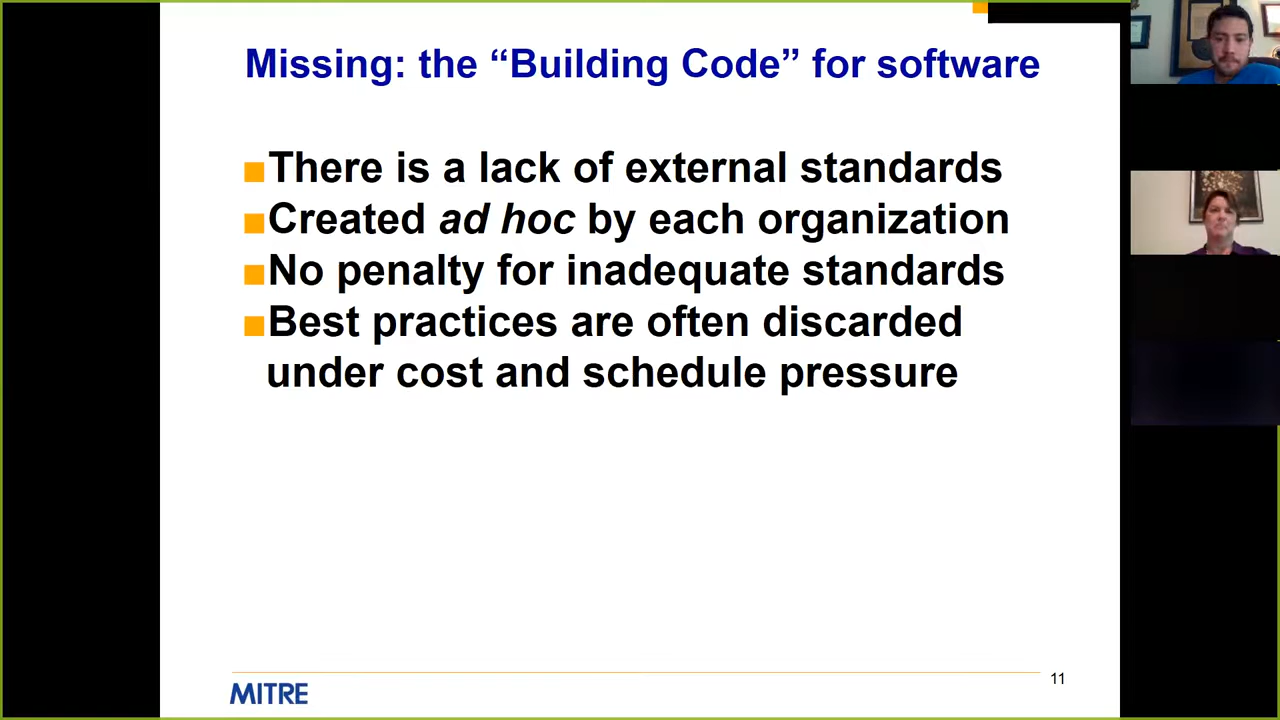 Missing: the “Building Code” for software
■There is a lack of external standards
■Created ad hoc by each organization
■No penalty for inadequate standards
■Best practices are often discarded
under cost and schedule pressure
MITRE
11